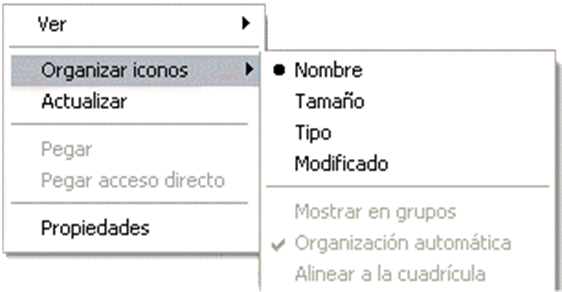 Ver
Organizar iconos
Actualizar
Pegar
Pegar acceso directo
Propiedades
Nombre
Tamaño
Tipo
Modificado
Mostrar en grupos
Organización automática
Alinear a la cuadrícula